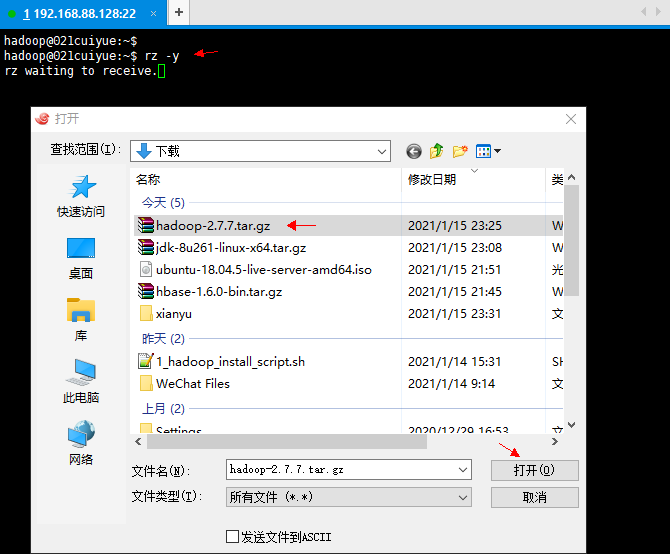 1 192.168.88.128:22 × +
hadoop@021cuiyue:~$
hadoop@021cuiyue:~$ rz -y
rz waiting to receive.
打开
查找范围(I): 下载
名称 修改日期 类
今天 (5)
hadoop-2.7.7.tar.gz 2021/1/15 23:25 W
jdk-8u261-linux-x64.tar.gz 2021/1/15 23:08 W
ubuntu-18.04.5-live-server-amd64.iso 2021/1/15 21:51 光
hbase-1.6.0-bin.tar.gz 2021/1/15 21:45 W
xianyu 2021/1/15 23:31 文
昨天 (2)
1_hadoop_install_script.sh 2021/1/14 15:31 SH
WeChat Files 2021/1/14 9:14 文
上月 (2)
Settings 2020/12/29 16:53 文
快速访问
桌面
库
此电脑
网络
文件名(N): hadoop-2.7.7.tar.gz 打开(O)
文件类型(T): 所有文件 (*.*) 取消
发送文件到ASCII